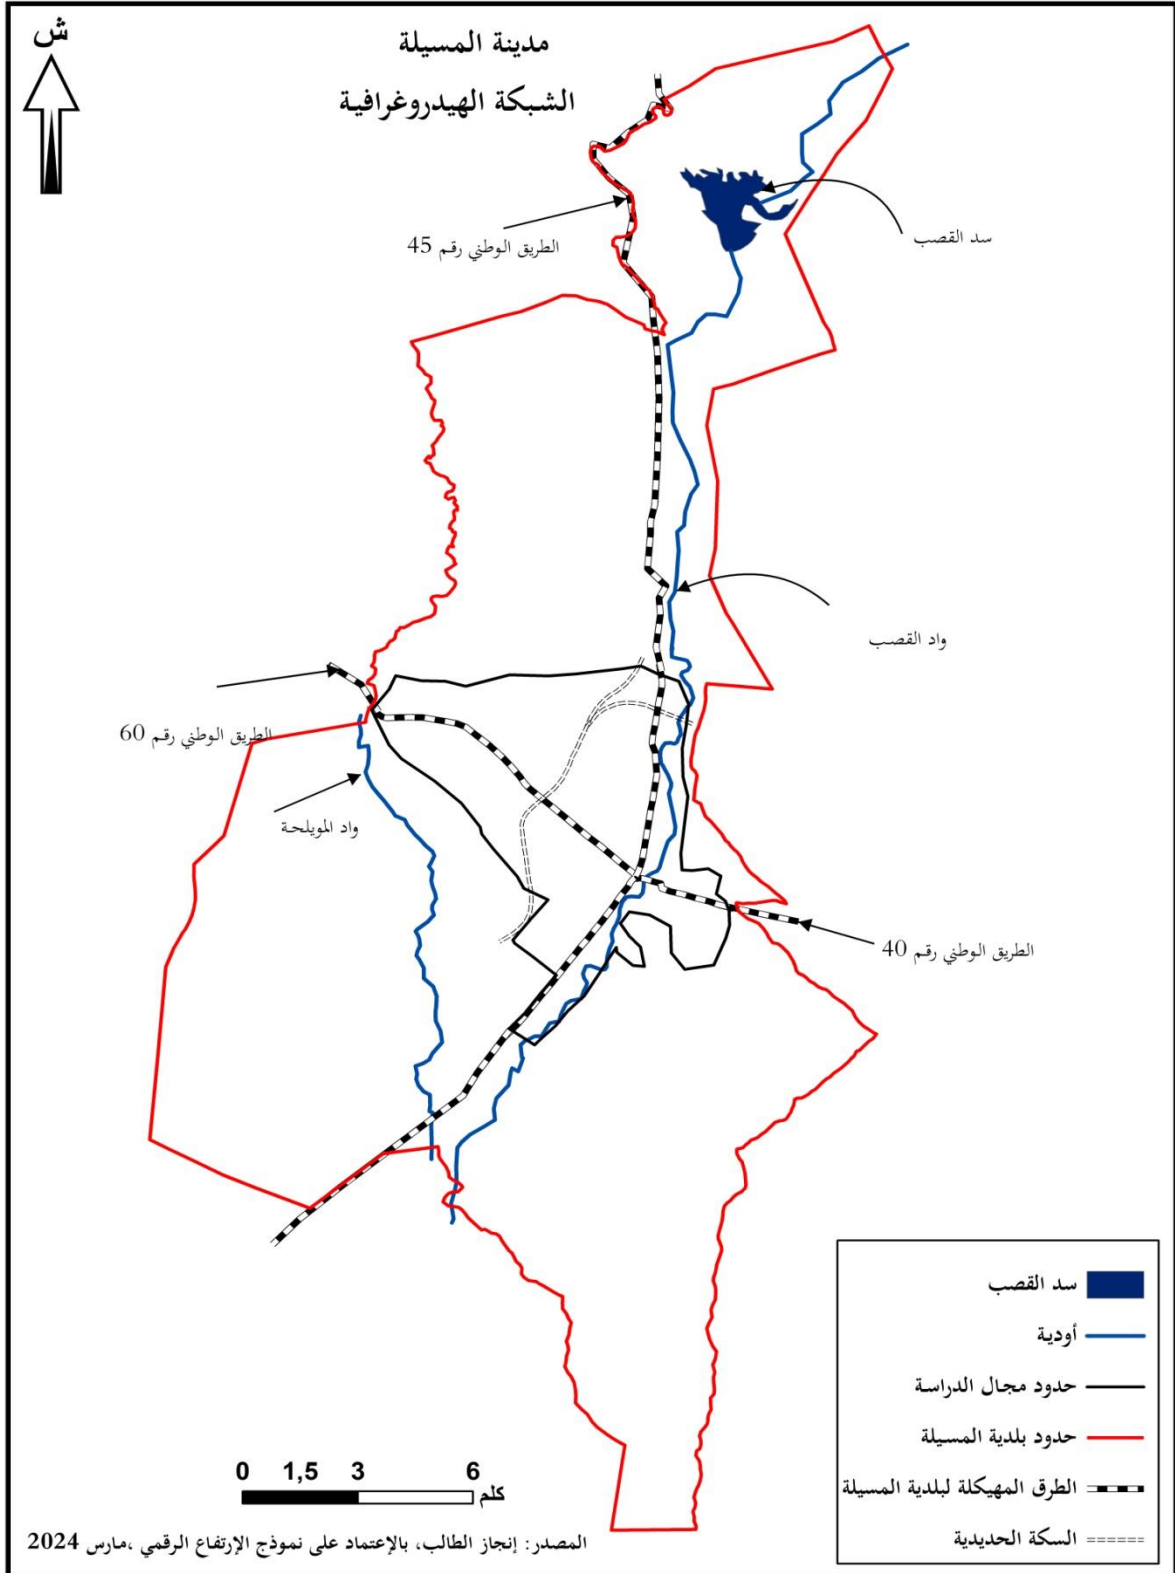 ش
مدينة المسيلة
الشبكة الهيدروغرافية
الطريق الوطني رقم 45
سد القصب
واد القصب
الطريق الوطني رقم 60
واد المويلحة
الطريق الوطني رقم 40
سد القصب
أودية
حدود مجال الدراسة
حدود بلدية المسيلة
الطرق المهيكلة لبلدية المسيلة
السكة الحديدية
0 1,5 3 6
كلم
المصدر: إنجاز الطالب، بالإعتماد على نموذج الإرتفاع الرقمي ،مارس 2024